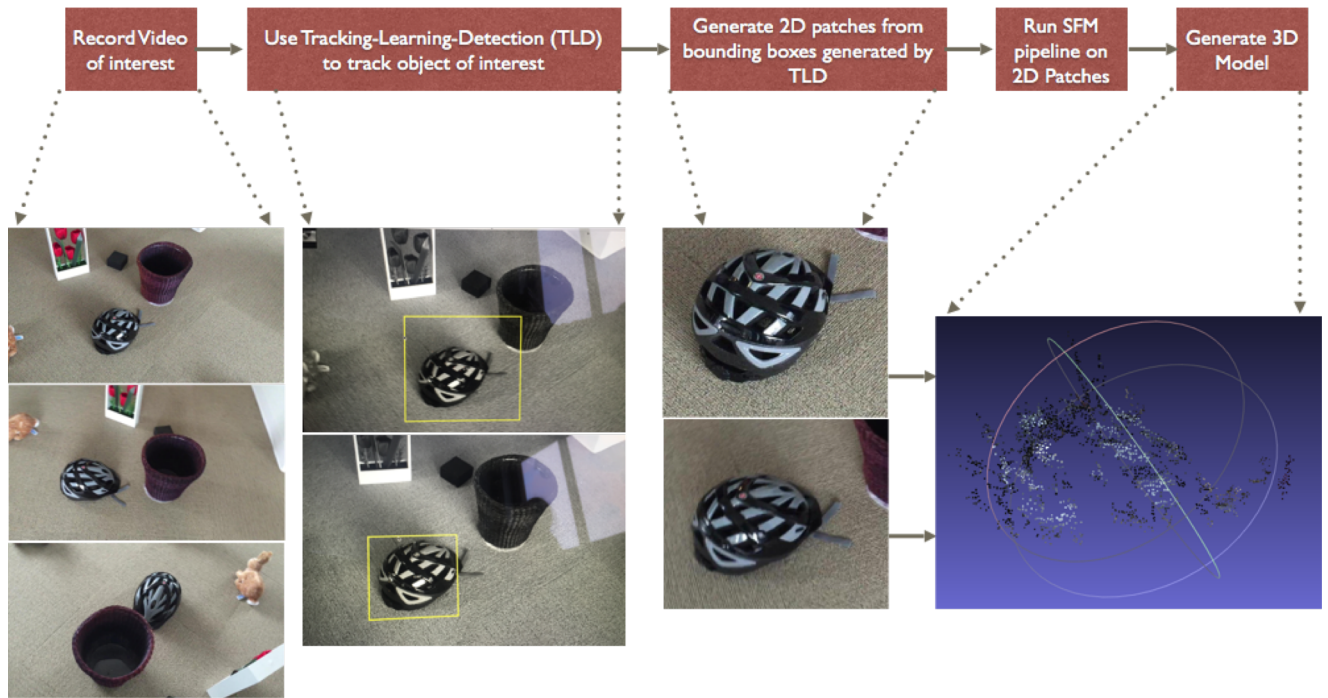 Record Video
of interest
Use Tracking-Learning-Detection (TLD)
to track object of interest
Generate 2D patches from
bounding boxes generated by
TLD
Run SFM
pipeline on
2D Patches
Generate 3D
Model